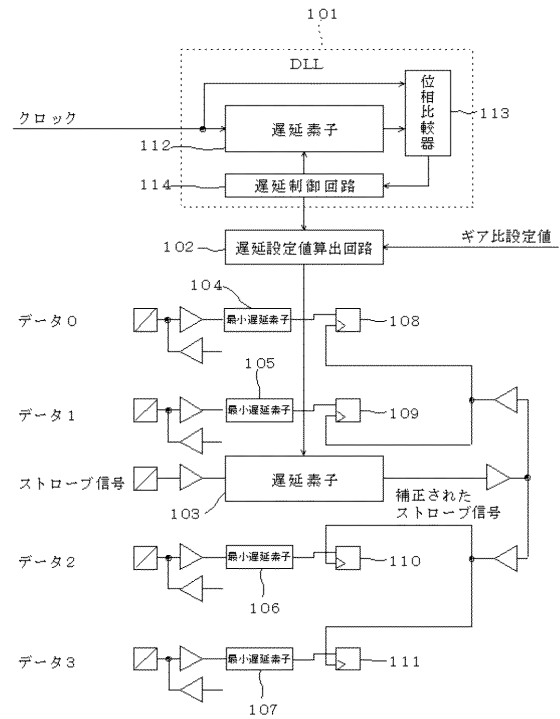 101
DLL
クロック
遅延素子
位相比較器
113
112
114
遅延制御回路
ギア比設定値
102
遅延設定値算出回路
104
データ0
最小遅延素子
108
105
データ1
最小遅延素子
109
ストローブ信号
遅延素子
103
補正された
ストローブ信号
データ2
最小遅延素子
110
106
データ3
最小遅延素子
111
107